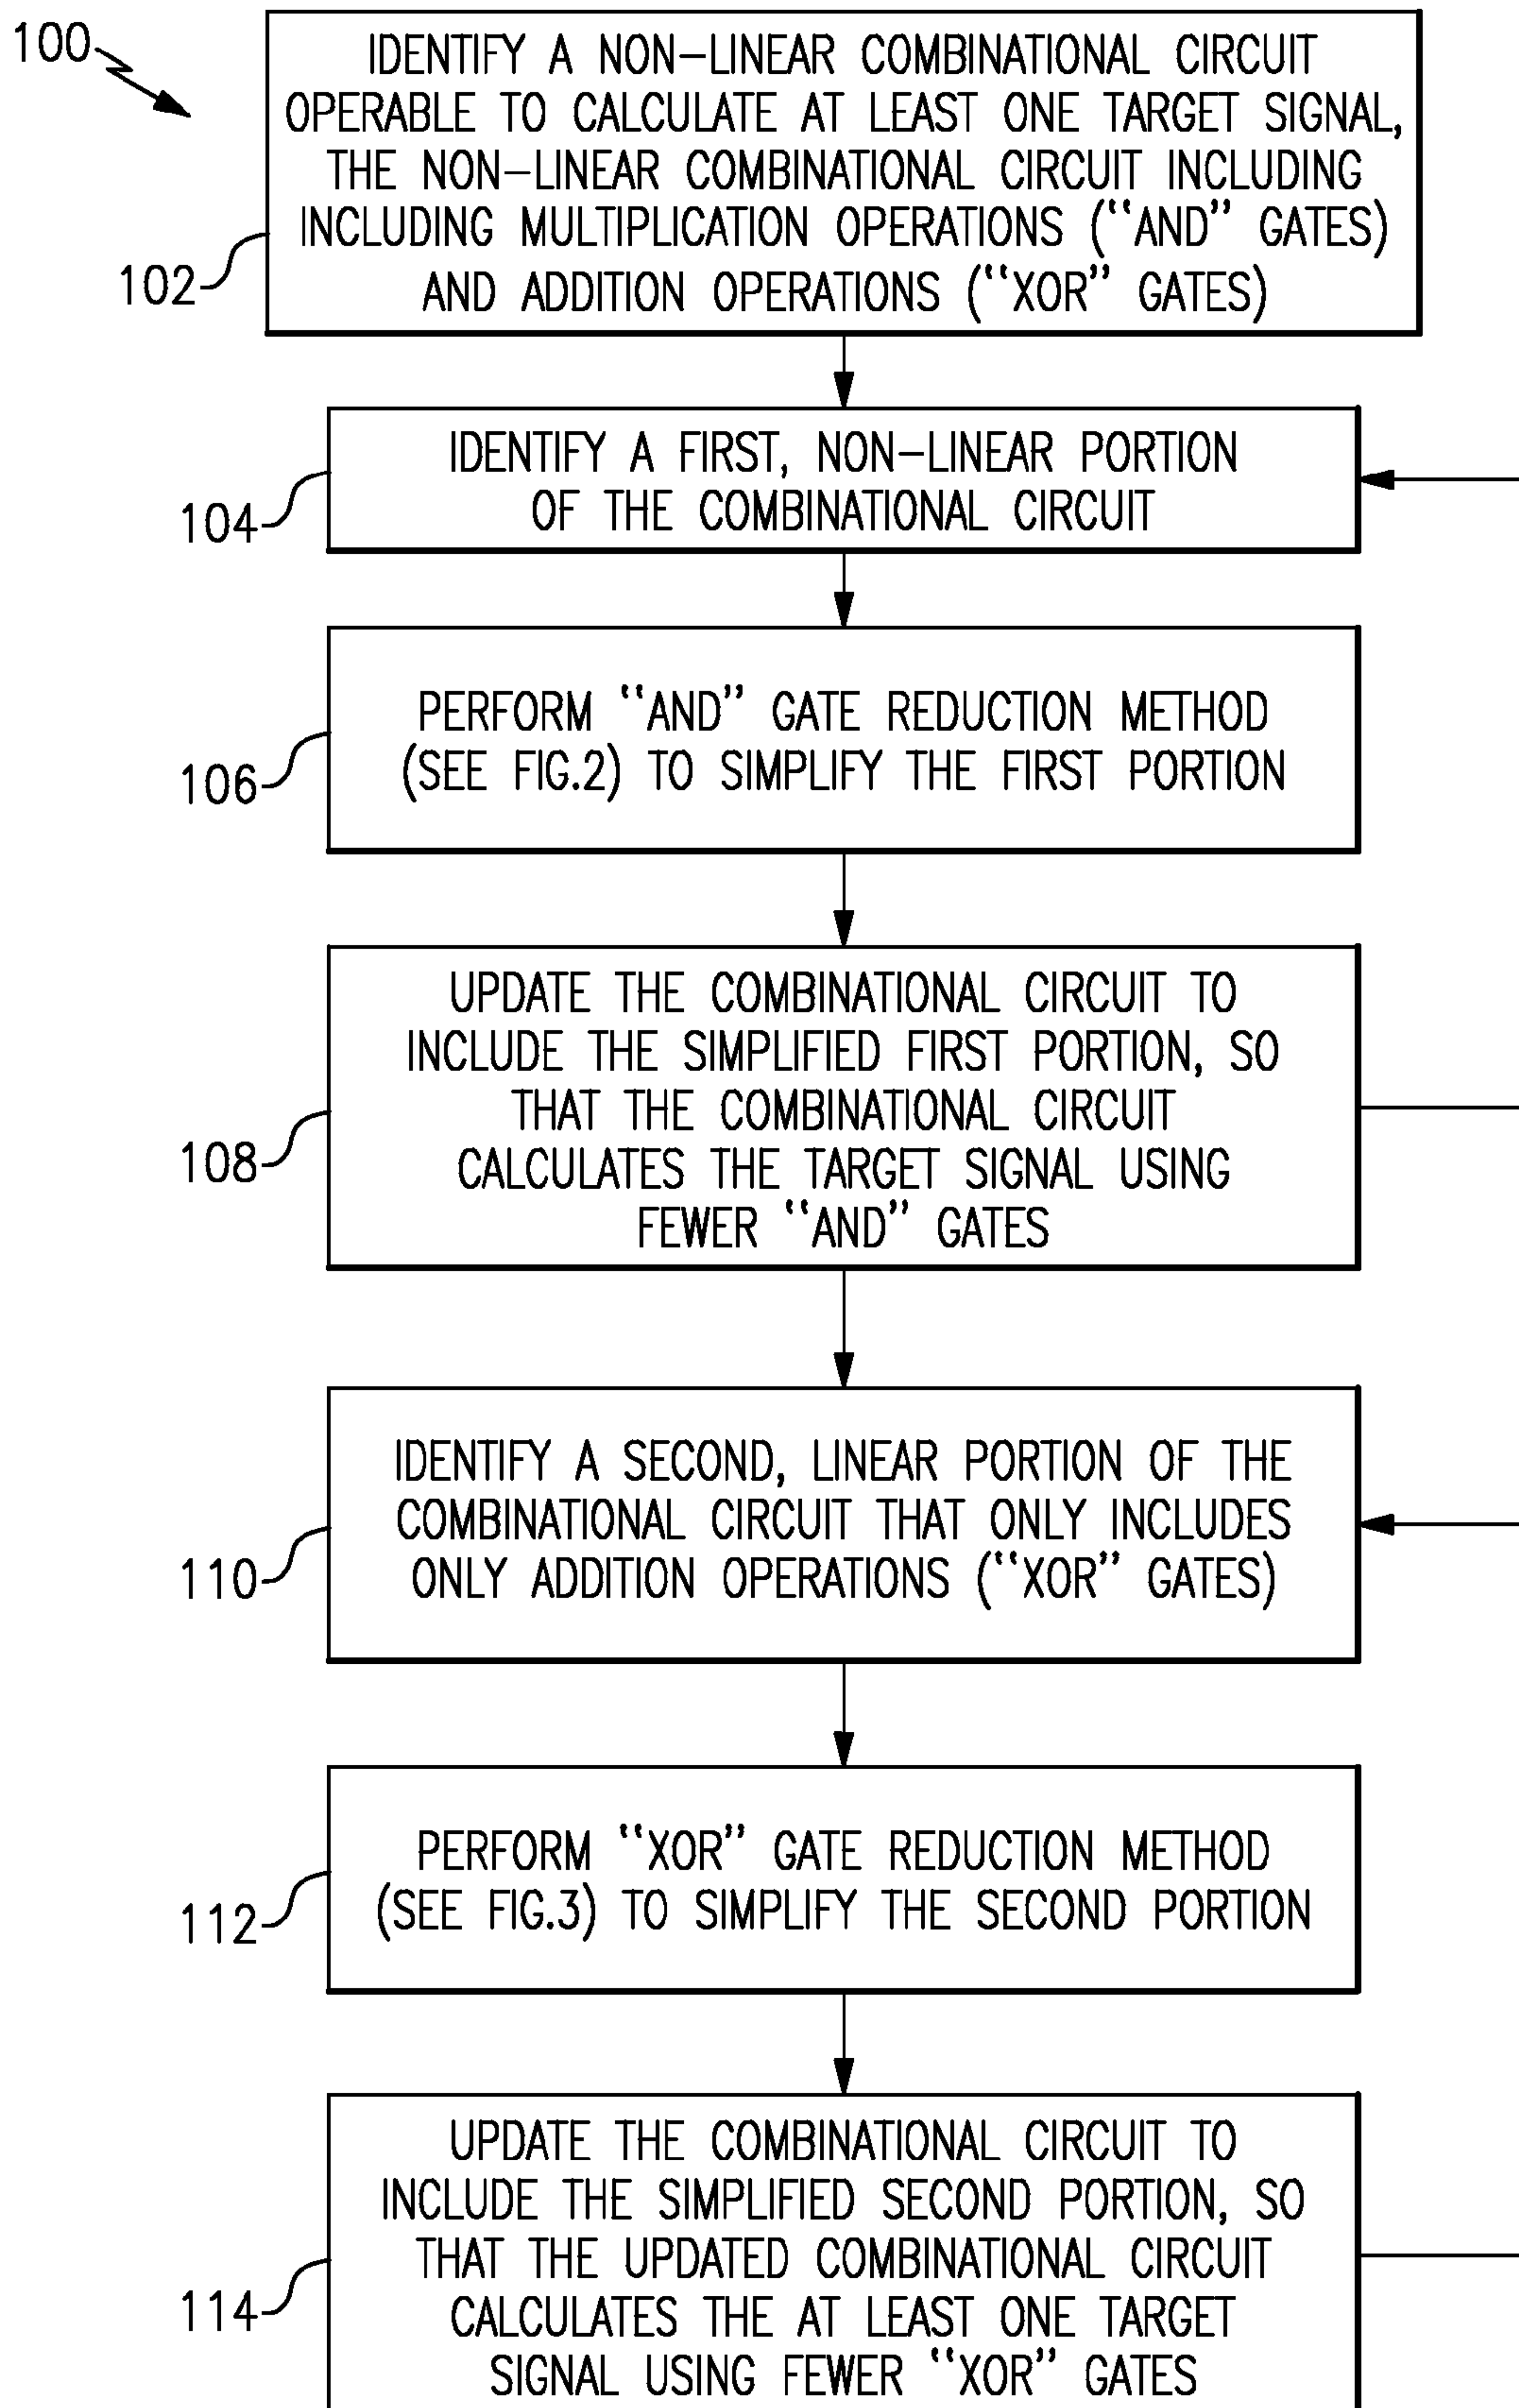 100
IDENTIFY A NON-LINEAR COMBINATIONAL CIRCUIT
OPERABLE TO CALCULATE AT LEAST ONE TARGET SIGNAL,
THE NON-LINEAR COMBINATIONAL CIRCUIT INCLUDING
INCLUDING MULTIPLICATION OPERATIONS (“AND” GATES)
AND ADDITION OPERATIONS (“XOR” GATES)
102
IDENTIFY A FIRST, NON-LINEAR PORTION
OF THE COMBINATIONAL CIRCUIT
104
PERFORM “AND” GATE REDUCTION METHOD
(SEE FIG.2) TO SIMPLIFY THE FIRST PORTION
106
UPDATE THE COMBINATIONAL CIRCUIT TO
INCLUDE THE SIMPLIFIED FIRST PORTION, SO
THAT THE COMBINATIONAL CIRCUIT
CALCULATES THE TARGET SIGNAL USING
FEWER “AND” GATES
108
IDENTIFY A SECOND, LINEAR PORTION OF THE
COMBINATIONAL CIRCUIT THAT ONLY INCLUDES
ONLY ADDITION OPERATIONS (“XOR” GATES)
110
PERFORM “XOR” GATE REDUCTION METHOD
(SEE FIG.3) TO SIMPLIFY THE SECOND PORTION
112
UPDATE THE COMBINATIONAL CIRCUIT TO
INCLUDE THE SIMPLIFIED SECOND PORTION, SO
THAT THE UPDATED COMBINATIONAL CIRCUIT
CALCULATES THE AT LEAST ONE TARGET
SIGNAL USING FEWER “XOR” GATES
114